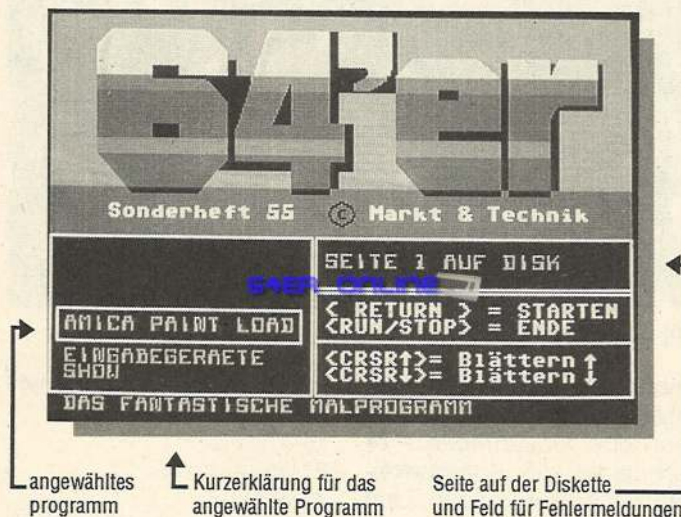 64'er
Sonderheft 55 © Markt & Technik
SEITE 1 AUF DISK
64ER ONLINE
< RETURN > = STARTEN
<RUN/STOP> = ENDE
AMICA PAINT LOAD
EINGABEGERAETE
SHOW
<CRSR↑>= Blättern ↑
<CRSR↓>= Blättern ↓
DAS FANTASTISCHE MALPROGRAMM
angewähltes
programm
Kurzerklärung für das
angewählte Programm
Seite auf der Diskette
und Feld für Fehlermeldungen